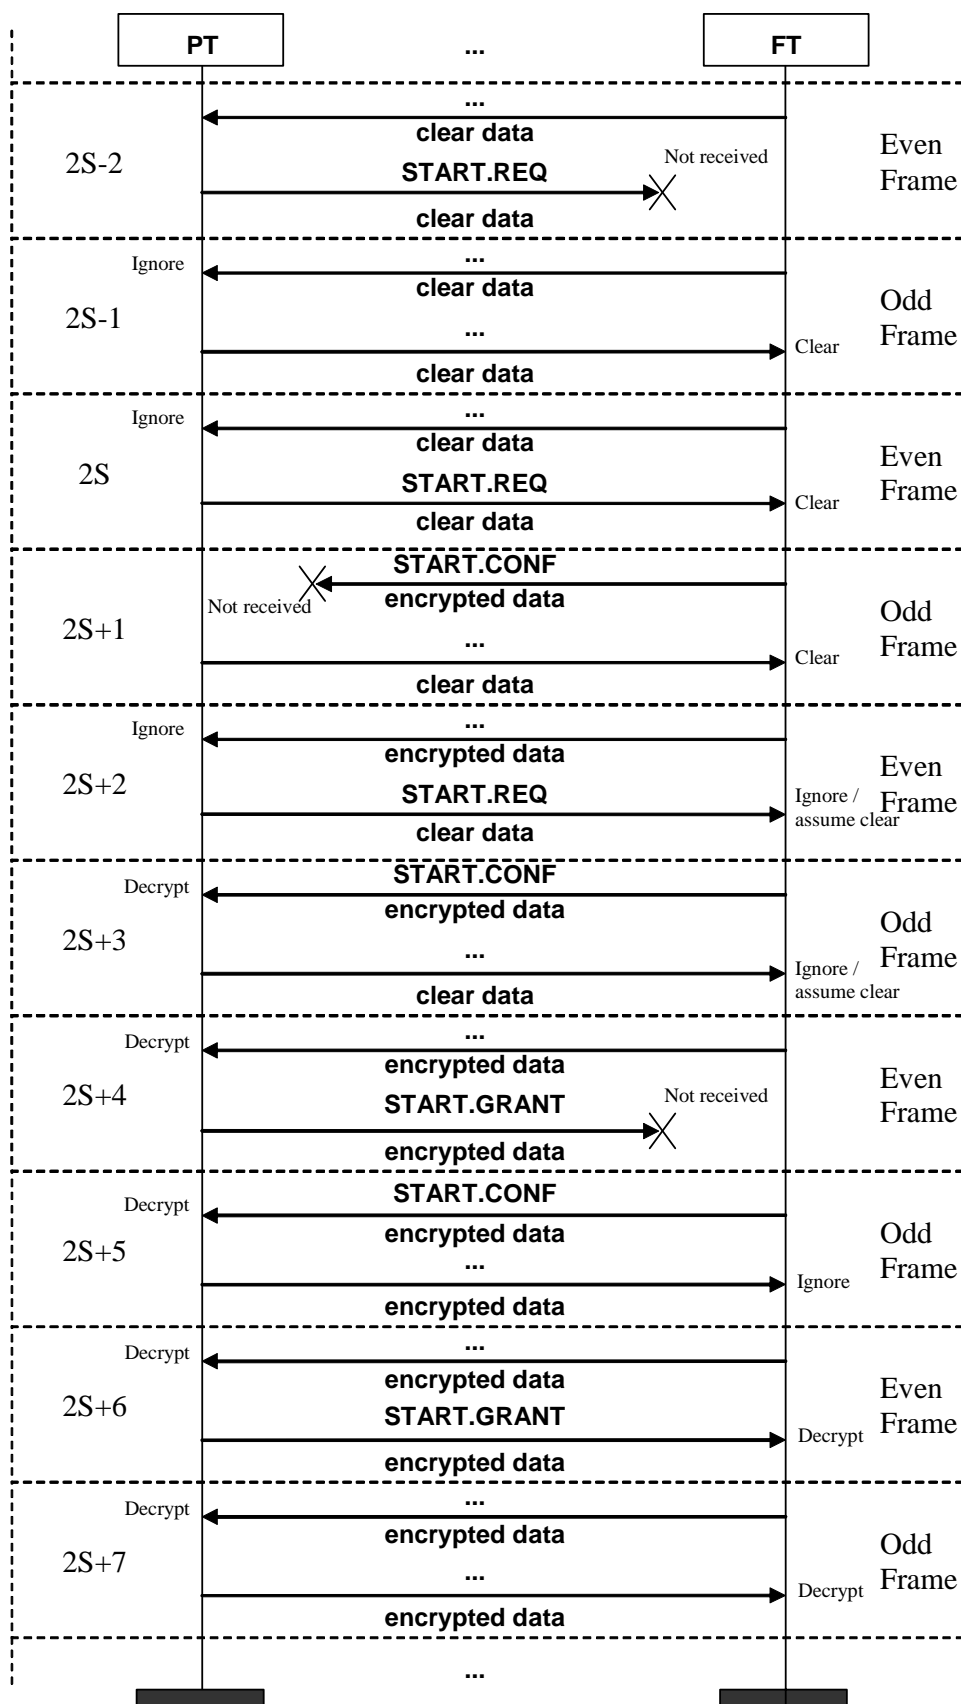 PT ... FT
...
clear data
2S-2
Not received
START.REQ
clear data
Even
Frame
...
Ignore
clear data
2S-1
...
Clear
clear data
Odd
Frame
...
Ignore
clear data
2S
START.REQ
Clear
clear data
Even
Frame
START.CONF
encrypted data
Not received
2S+1
...
Clear
clear data
Odd
Frame
...
Ignore
encrypted data
2S+2
START.REQ
Ignore /
assume clear
clear data
Even
Frame
START.CONF
Decrypt
encrypted data
2S+3
...
Ignore /
assume clear
clear data
Odd
Frame
...
Decrypt
encrypted data
2S+4
START.GRANT
Not received
encrypted data
Even
Frame
START.CONF
Decrypt
encrypted data
2S+5
...
Ignore
encrypted data
Odd
Frame
...
Decrypt
encrypted data
2S+6
START.GRANT
Decrypt
encrypted data
Even
Frame
...
Decrypt
encrypted data
2S+7
...
Decrypt
encrypted data
Odd
Frame
...